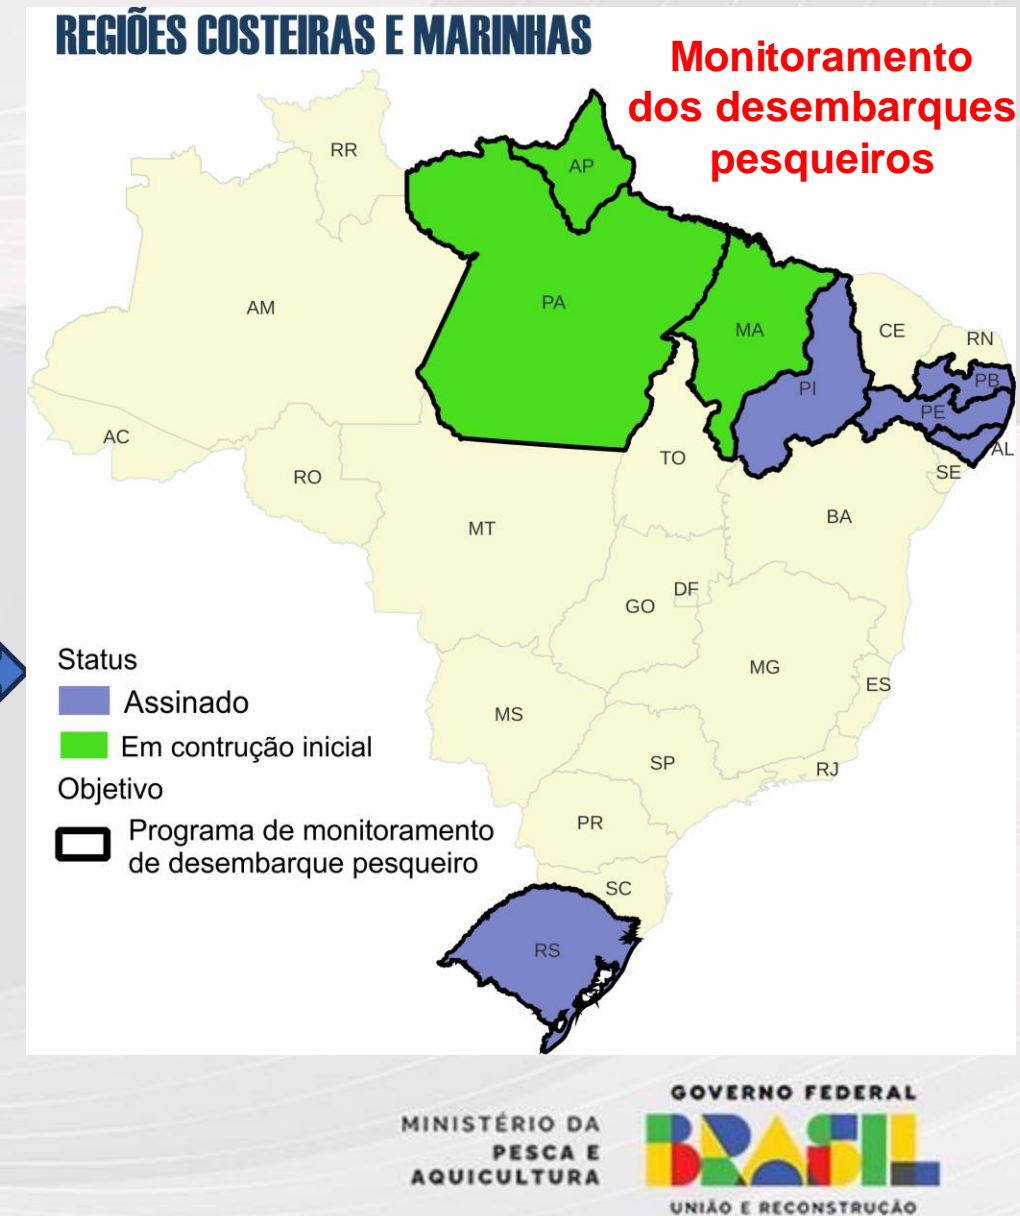 REGIÕES COSTEIRAS E MARINHAS
Monitoramento
dos desembarques
pesqueiros
RR
AP
AM
PA
MA
CE
RN
PI
PB
PE
AL
AC
RO
TO
SE
MT
BA
DF
GO
MG
ES
MS
SP
RJ
PR
SC
RS
Status
Assinado
Em contrução inicial
Objetivo
Programa de monitoramento
de desembarque pesqueiro
MINISTÉRIO DA
PESCA E
AQUICULTURA
GOVERNO FEDERAL
BRASIL
UNIÃO E RECONSTRUÇÃO